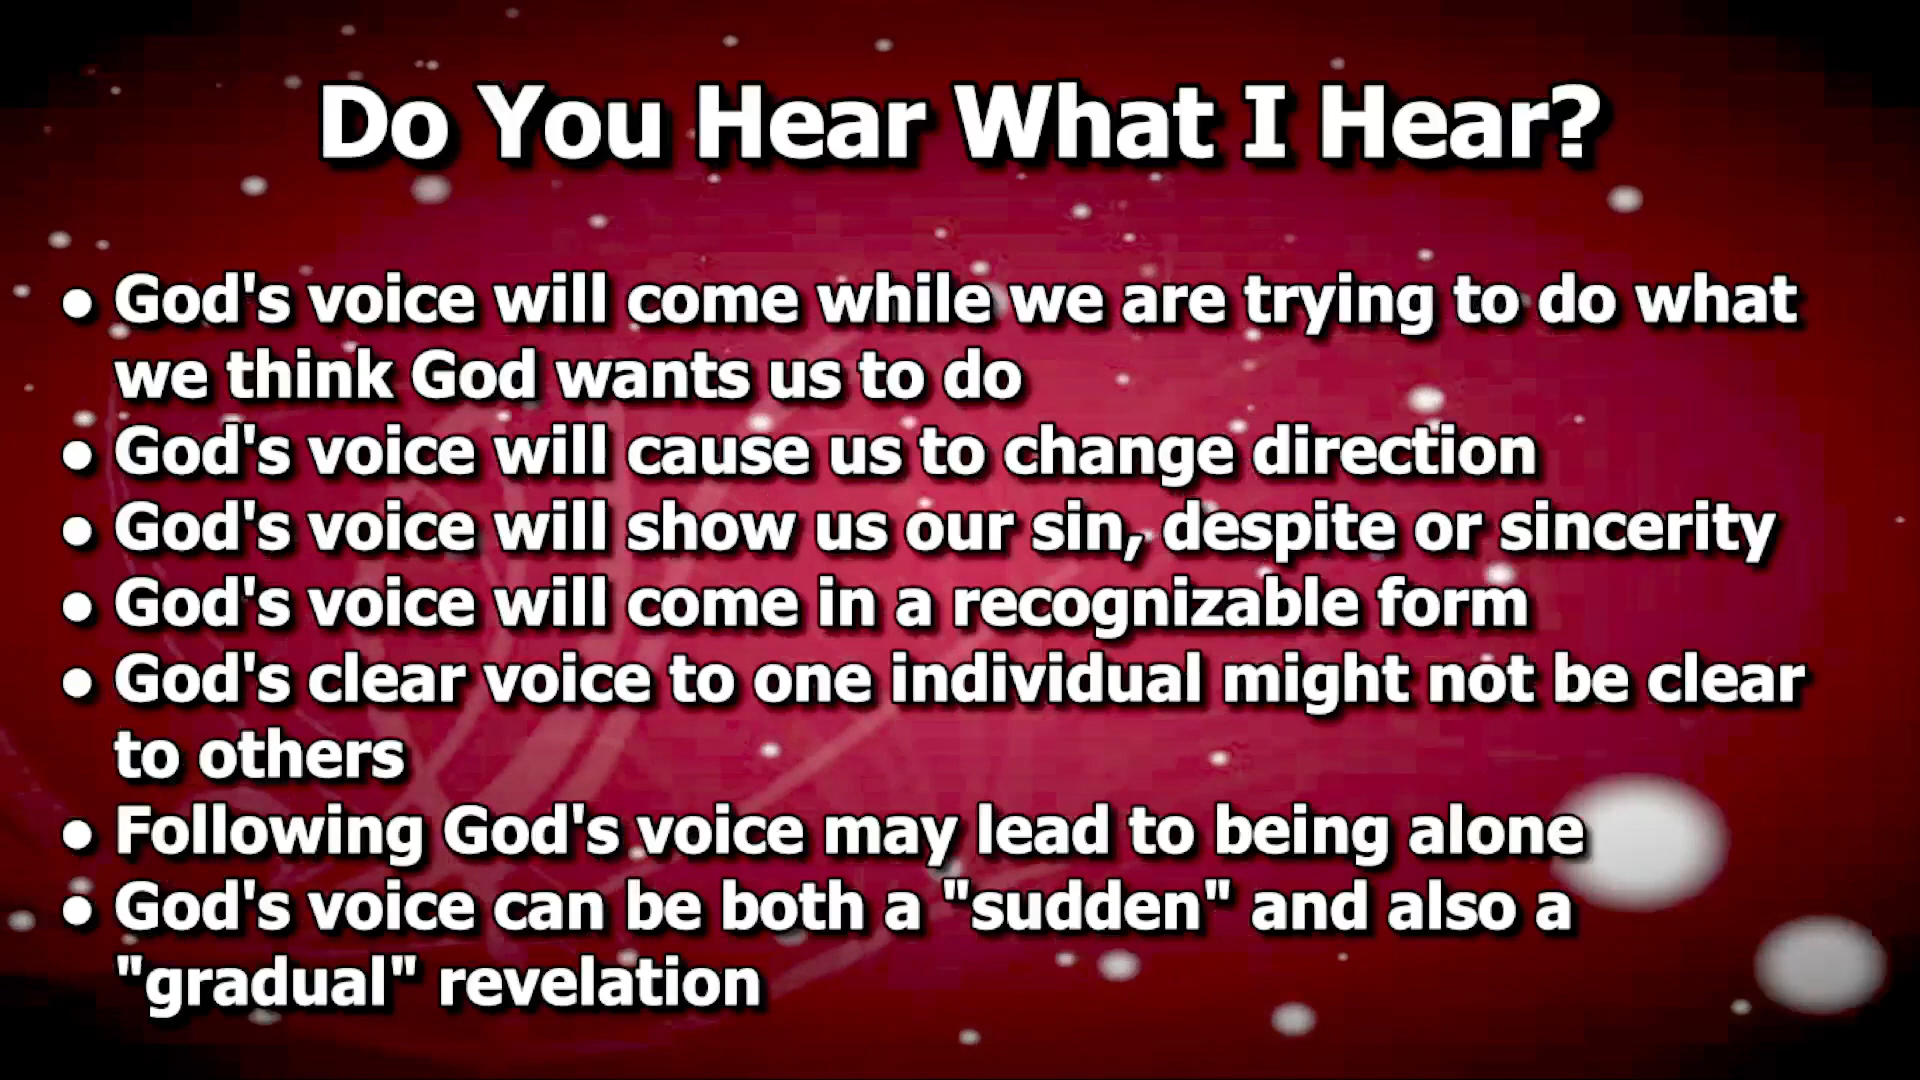 Do You Hear What I Hear?
● God's voice will come while we are trying to do what
we think God wants us to do
● God's voice will cause us to change direction
● God's voice will show us our sin, despite or sincerity
● God's voice will come in a recognizable form
● God's clear voice to one individual might not be clear
to others
● Following God's voice may lead to being alone
● God's voice can be both a "sudden" and also a
"gradual" revelation